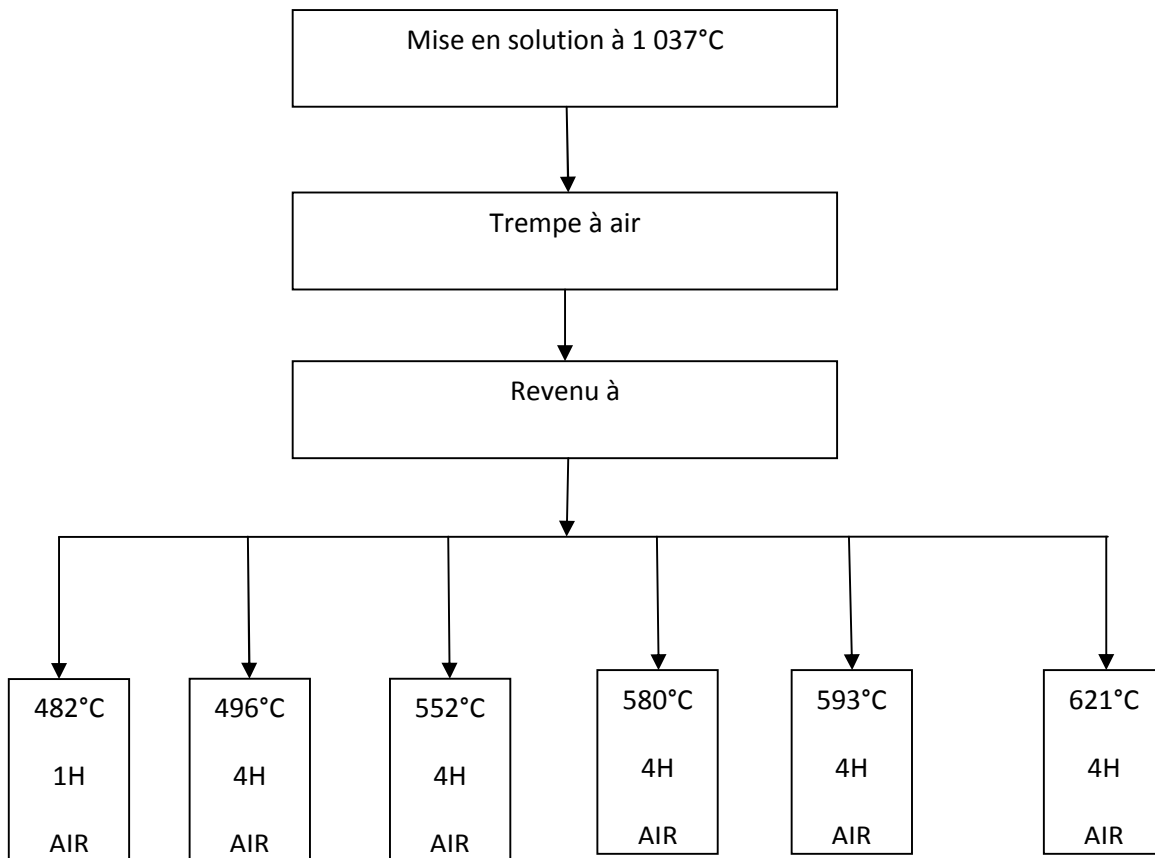 Mise en solution à 1 037°C
Trempe à air
Revenu à
482°C
1H
AIR
496°C
4H
AIR
552°C
4H
AIR
580°C
4H
AIR
593°C
4H
AIR
621°C
4H
AIR